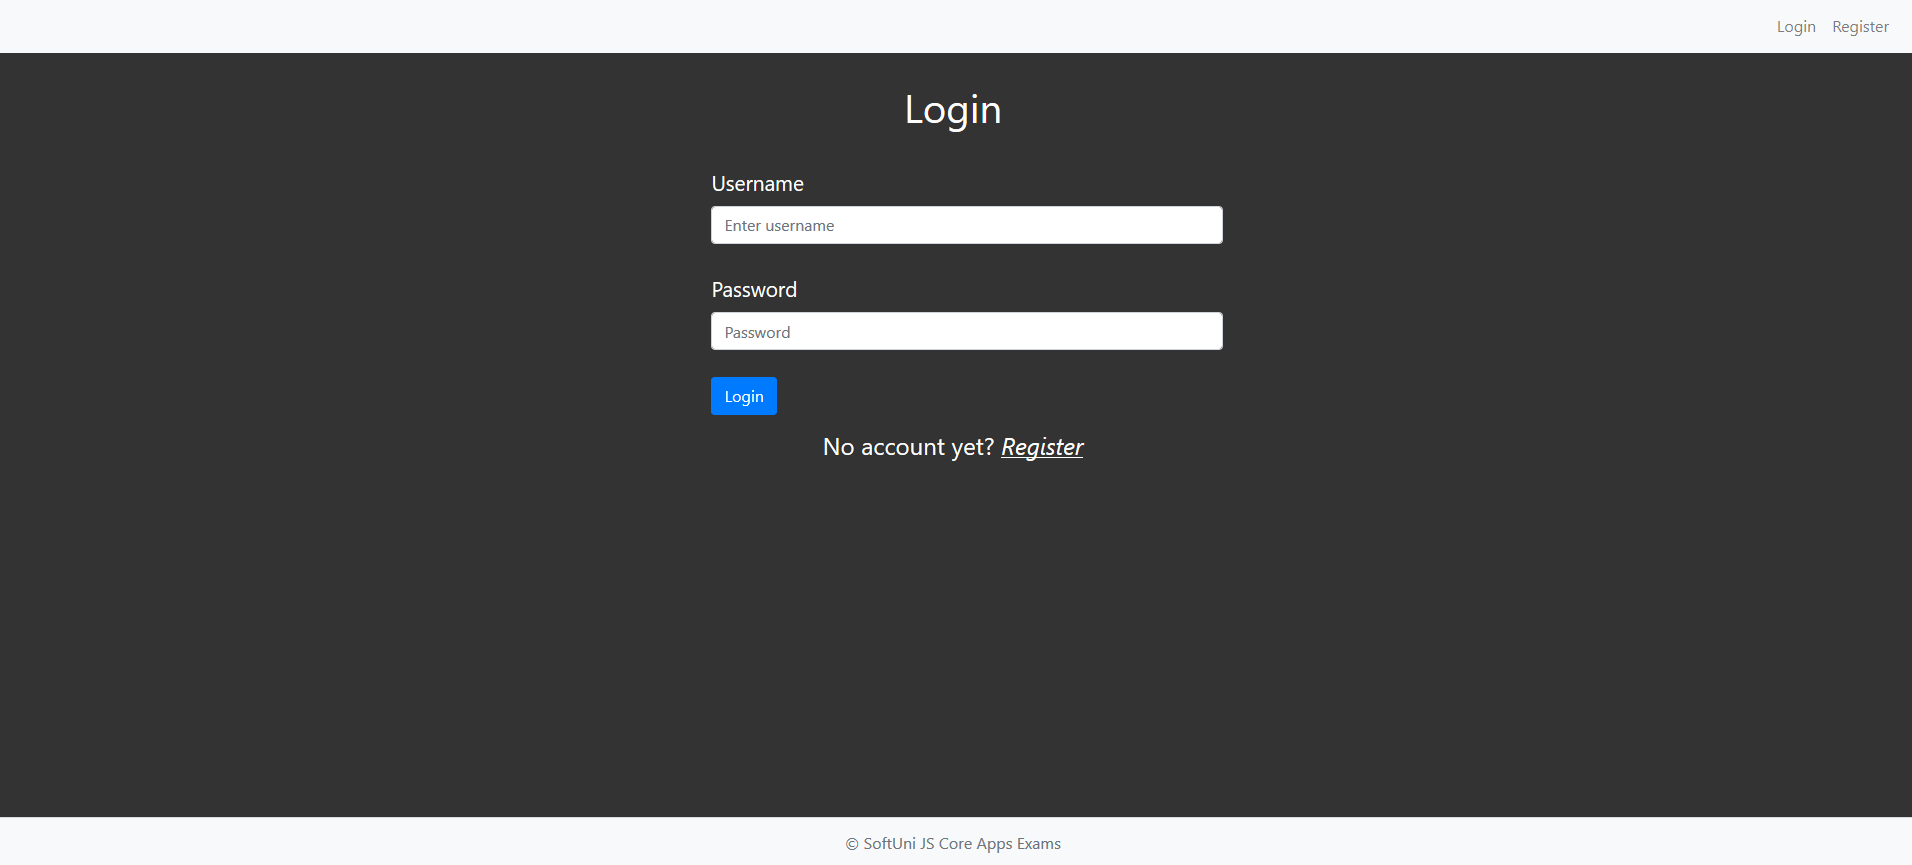 Login Register
Login
Username
Enter username
Password
Password
Login
No account yet? Register
© SoftUni JS Core Apps Exams